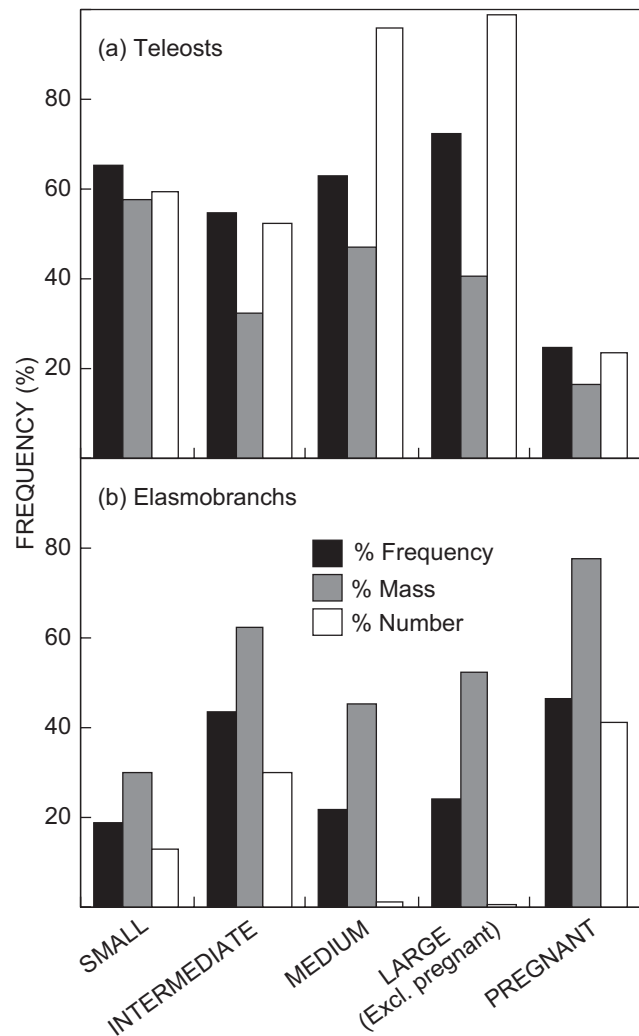 (a) Teleosts
80
60
40
20
FREQUENCY (%)
(b) Elasmobranchs
% Frequency
% Mass
% Number
80
60
40
20
SMALL
INTERMEDIATE
MEDIUM
LARGE
(Excl. pregnant)
PREGNANT